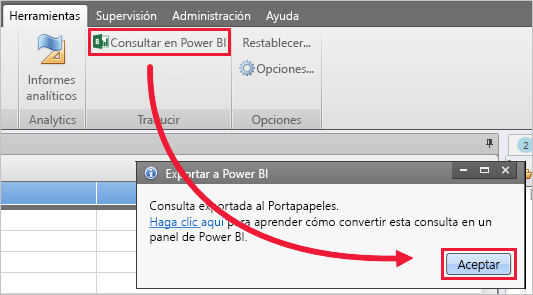 Herramientas Supervisión Administración Ayuda
Consultar en Power BI Restablecer...
Informes
analíticos
Opciones...
Analytics Traducir Opciones
2
Exportar a Power BI
Consulta exportada al Portapapeles.
Haga clic aquí para aprender cómo convertir esta consulta en un
panel de Power BI.
Aceptar